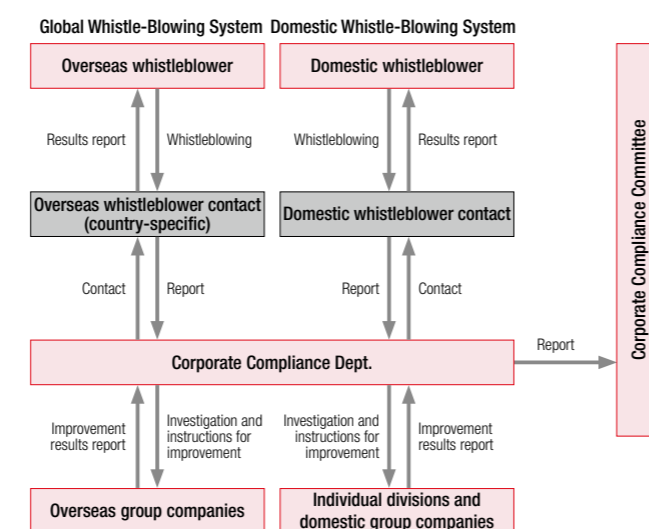 Global Whistle-Blowing System
Domestic Whistle-Blowing System
Overseas whistleblower
Domestic whistleblower
Results report
Whistleblowing
Whistleblowing
Results report
Overseas whistleblower contact
(country-specific)
Domestic whistleblower contact
Contact
Report
Report
Contact
Corporate Compliance Dept.
Report
Corporate Compliance Committee
Improvement
results report
Investigation and
instructions for
improvement
Investigation and
instructions for
improvement
Improvement
results report
Overseas group companies
Individual divisions and
domestic group companies